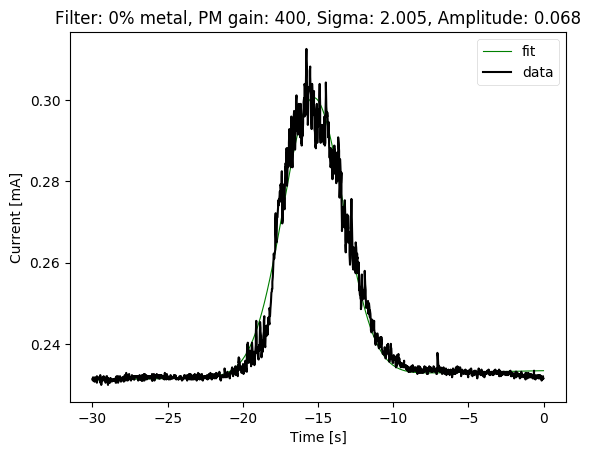 Filter: 0% metal, PM gain: 400, Sigma: 2.005, Amplitude: 0.068
fit
data
0.30
0.28
0.26
0.24
Current [mA]
−30 −25 −20 −15 −10 −5 0
Time [s]